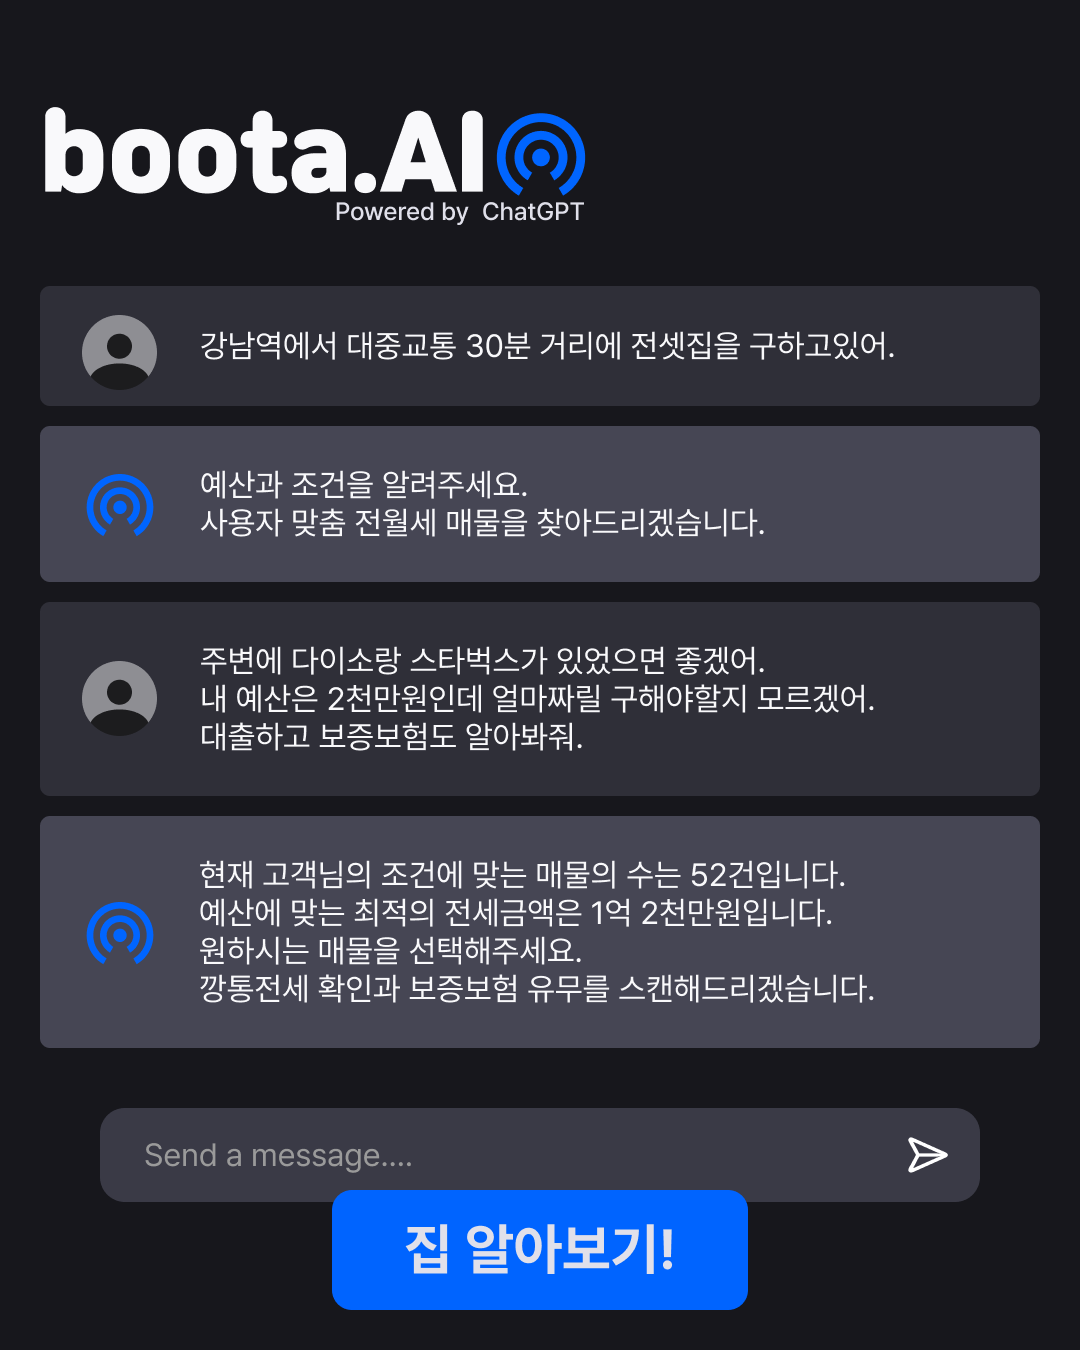 boota.AI
Powered by ChatGPT
강남역에서 대중교통 30분 거리에 전셋집을 구하고있어.
예산과 조건을 알려주세요.
사용자 맞춤 전월세 매물을 찾아드리겠습니다.
주변에 다이소랑 스타벅스가 있었으면 좋겠어.
내 예산은 2천만원인데 얼마짜릴 구해야할지 모르겠어.
대출하고 보증보험도 알아봐줘.
현재 고객님의 조건에 맞는 매물의 수는 52건입니다.
예산에 맞는 최적의 전세금액은 1억 2천만원입니다.
원하시는 매물을 선택해주세요.
깡통전세 확인과 보증보험 유무를 스캔해드리겠습니다.
Send a message....
집 알아보기!